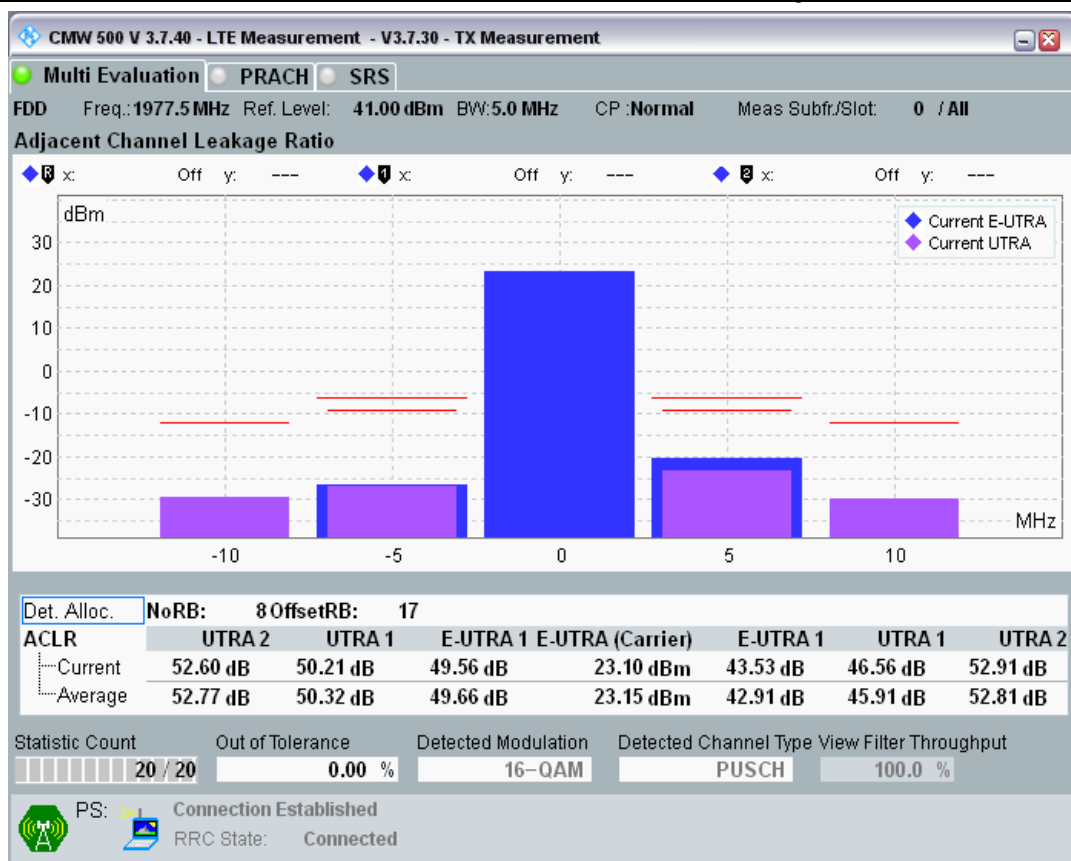 CMW 500 V 3.7.40 - LTE Measurement - V3.7.30 - TX Measurement
Multi Evaluation PRACH SRS
FDD Freq.: 1977.5 MHz Ref. Level: 41.00 dBm BW: 5.0 MHz CP : Normal Meas Subfr./Slot: 0 / All
Adjacent Channel Leakage Ratio
R x: Off y: --- 1 x: Off y: --- 2 x: Off y: ---
dBm
Current E-UTRA
Current UTRA
30
20
10
0
-10
-20
-30
MHz
-10 -5 0 5 10
Det. Alloc. NoRB: 8 OffsetRB: 17
ACLR UTRA 2 UTRA 1 E-UTRA 1 E-UTRA (Carrier) E-UTRA 1 UTRA 1 UTRA 2
Current 52.60 dB 50.21 dB 49.56 dB 23.10 dBm 43.53 dB 46.56 dB 52.91 dB
Average 52.77 dB 50.32 dB 49.66 dB 23.15 dBm 42.91 dB 45.91 dB 52.81 dB
Statistic Count Out of Tolerance Detected Modulation Detected Channel Type View Filter Throughput
20 / 20 0.00 % 16-QAM PUSCH 100.0 %
PS: Connection Established
RRC State: Connected